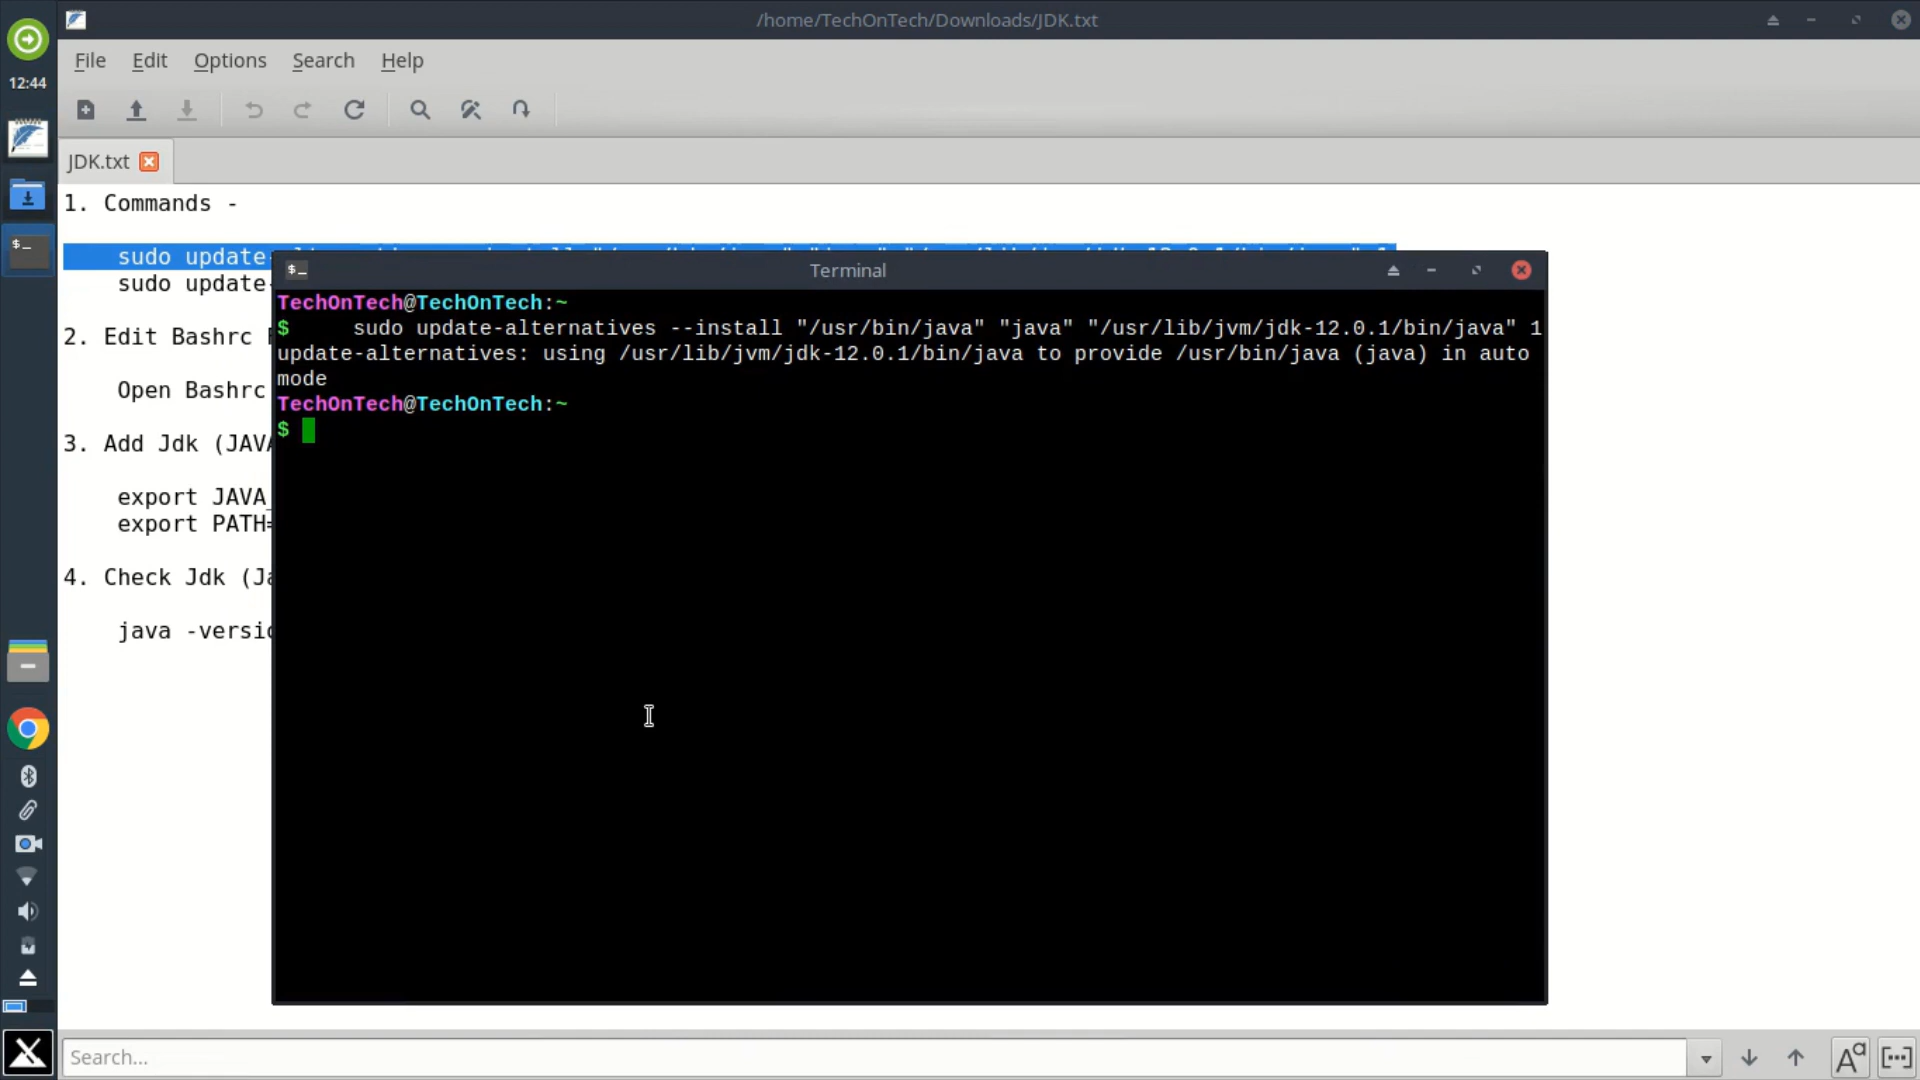 /home/TechOnTech/Downloads/JDK.txt
File Edit Options Search Help
12:44
JDK.txt
1. Commands -
sudo update-
sudo update-
2. Edit Bashrc
Open Bashrc
3. Add Jdk (JAVA
export JAVA_
export PATH=
4. Check Jdk (Ja
java -versio
$_
$_ Terminal
TechOnTech@TechOnTech:~
$ sudo update-alternatives --install "/usr/bin/java" "java" "/usr/lib/jvm/jdk-12.0.1/bin/java" 1
update-alternatives: using /usr/lib/jvm/jdk-12.0.1/bin/java to provide /usr/bin/java (java) in auto
mode
TechOnTech@TechOnTech:~
$
Search...